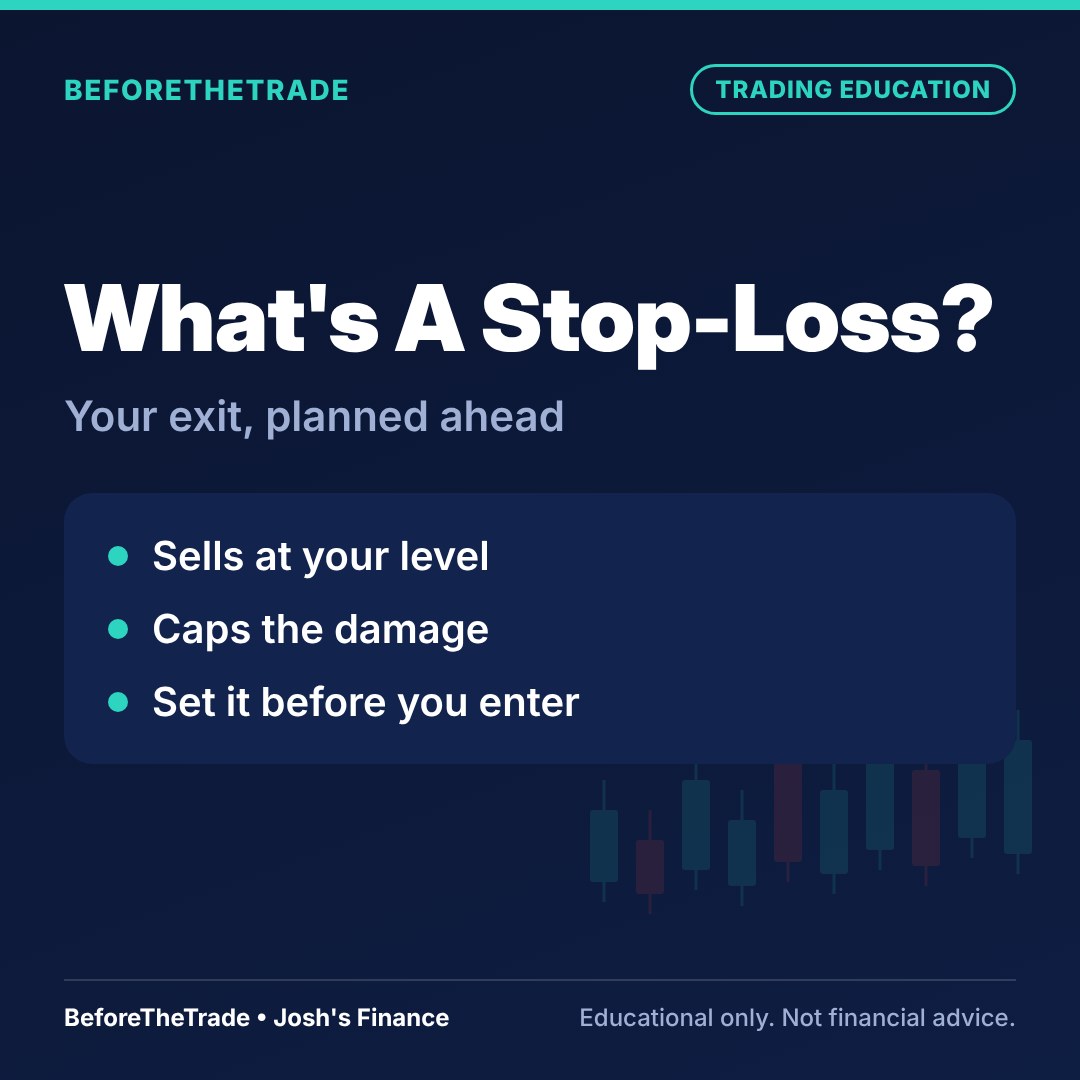 BEFORETHETRADE
TRADING EDUCATION
What's A Stop-Loss?
Your exit, planned ahead
Sells at your level
Caps the damage
Set it before you enter
BeforeTheTrade • Josh's Finance
Educational only. Not financial advice.